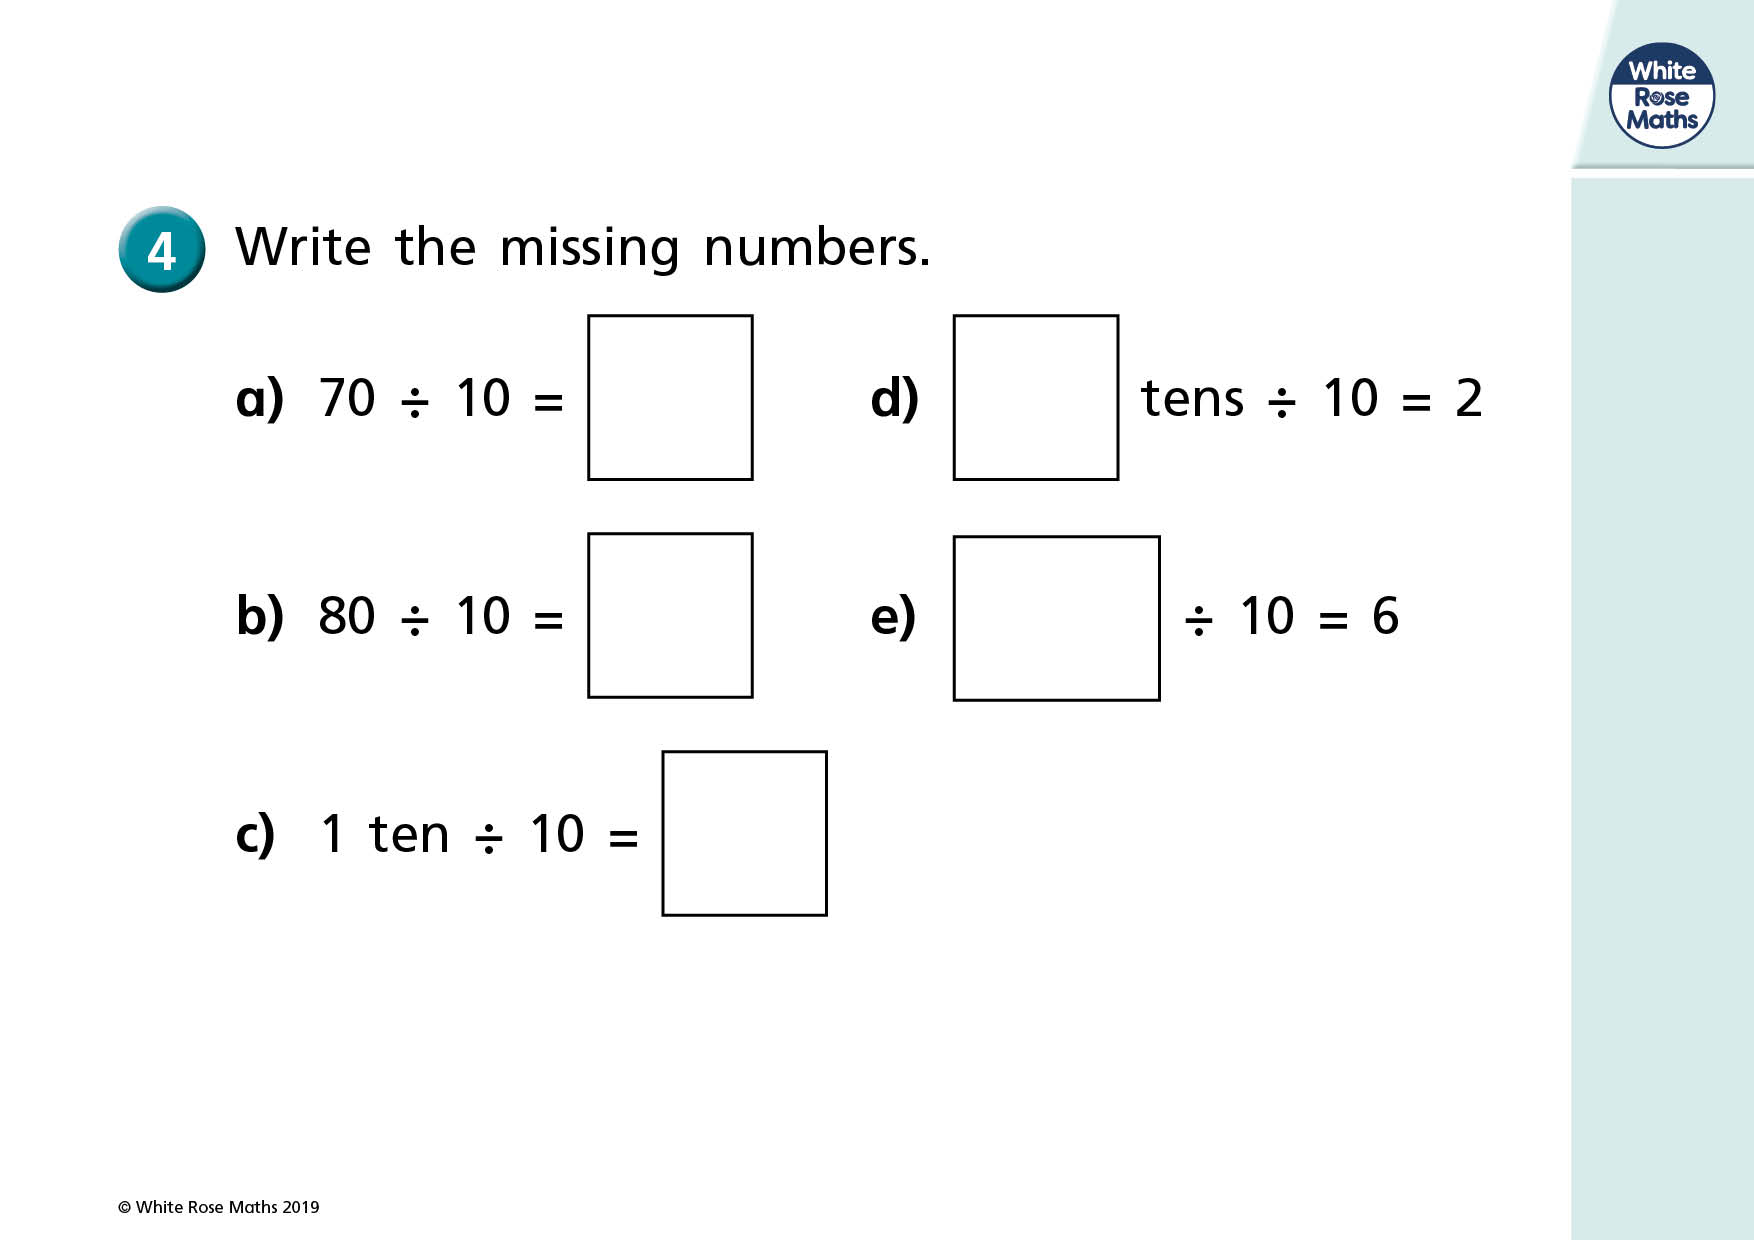 White
Rose
Maths
4 Write the missing numbers.
a) 70 ÷ 10 =
d) tens ÷ 10 = 2
b) 80 ÷ 10 =
e) ÷ 10 = 6
c) 1 ten ÷ 10 =
© White Rose Maths 2019